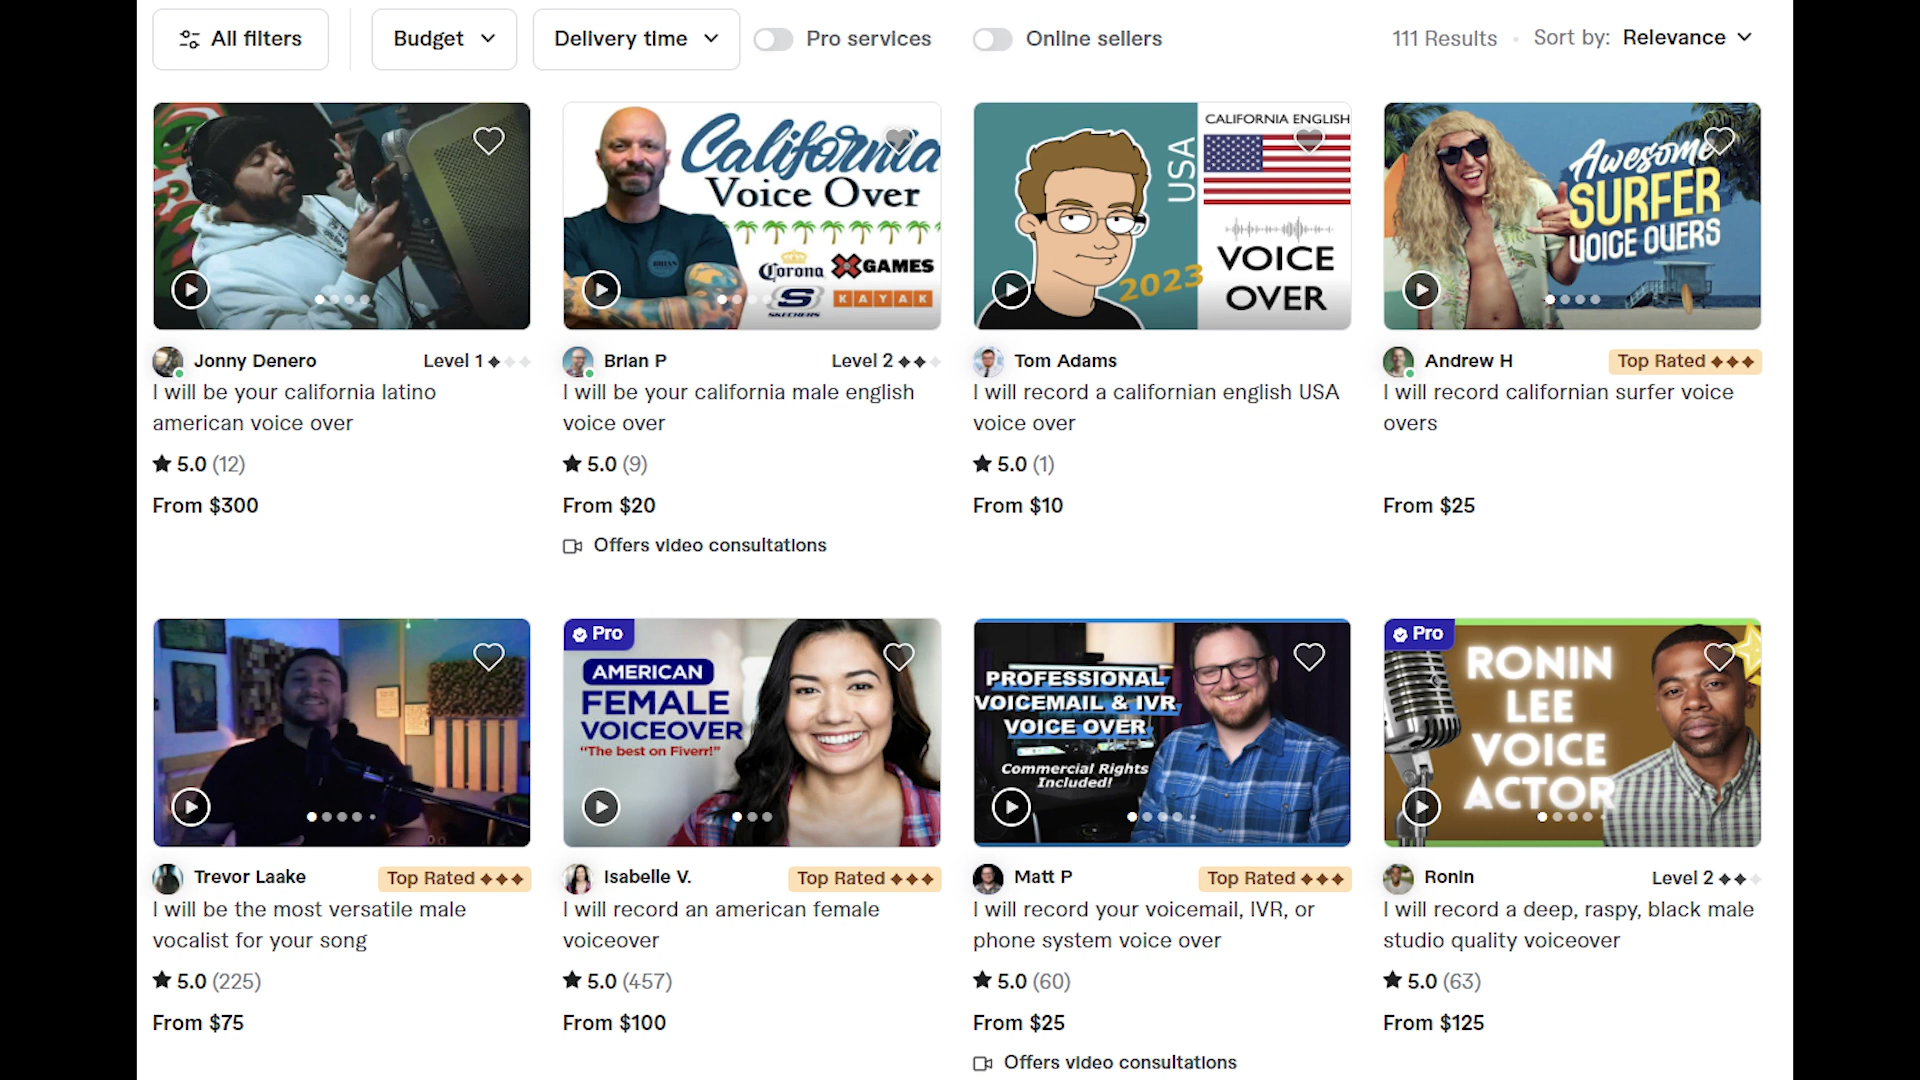 All filters
Budget
Delivery time
Pro services
Online sellers
111 Results
Sort by: Relevance
California
Voice Over
BRIAN
Corona
X GAMES
S
SKECHERS
KAYAK
USA
2023
CALIFORNIA ENGLISH
VOICE
OVER
Awesome
SURFER
VOICE OVERS
Jonny Denero
Level 1
I will be your california latino
american voice over
5.0 (12)
From $300
Brian P
Level 2
I will be your california male english
voice over
5.0 (9)
From $20
Offers video consultations
Tom Adams
I will record a californian english USA
voice over
5.0 (1)
From $10
Andrew H
Top Rated
I will record californian surfer voice
overs
From $25
Pro
AMERICAN
FEMALE
VOICEOVER
"The best on Fiverr!"
PROFESSIONAL
VOICEMAIL & IVR
VOICE OVER
Commercial Rights
Included!
Pro
RONIN
LEE
VOICE
ACTOR
Trevor Laake
Top Rated
I will be the most versatile male
vocalist for your song
5.0 (225)
From $75
Isabelle V.
Top Rated
I will record an american female
voiceover
5.0 (457)
From $100
Matt P
Top Rated
I will record your voicemail, IVR, or
phone system voice over
5.0 (60)
From $25
Offers video consultations
Ronin
Level 2
I will record a deep, raspy, black male
studio quality voiceover
5.0 (63)
From $125